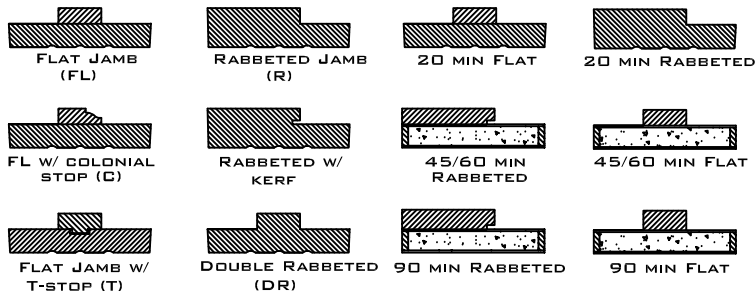 FLAT JAMB
(FL)
RABBETED JAMB
(R)
20 MIN FLAT
20 MIN RABBETED
FL W/ COLONIAL
STOP (C)
RABBETED W/
KERF
45/60 MIN
RABBETED
45/60 MIN FLAT
FLAT JAMB W/
T-STOP (T)
DOUBLE RABBETED
(DR)
90 MIN RABBETED
90 MIN FLAT